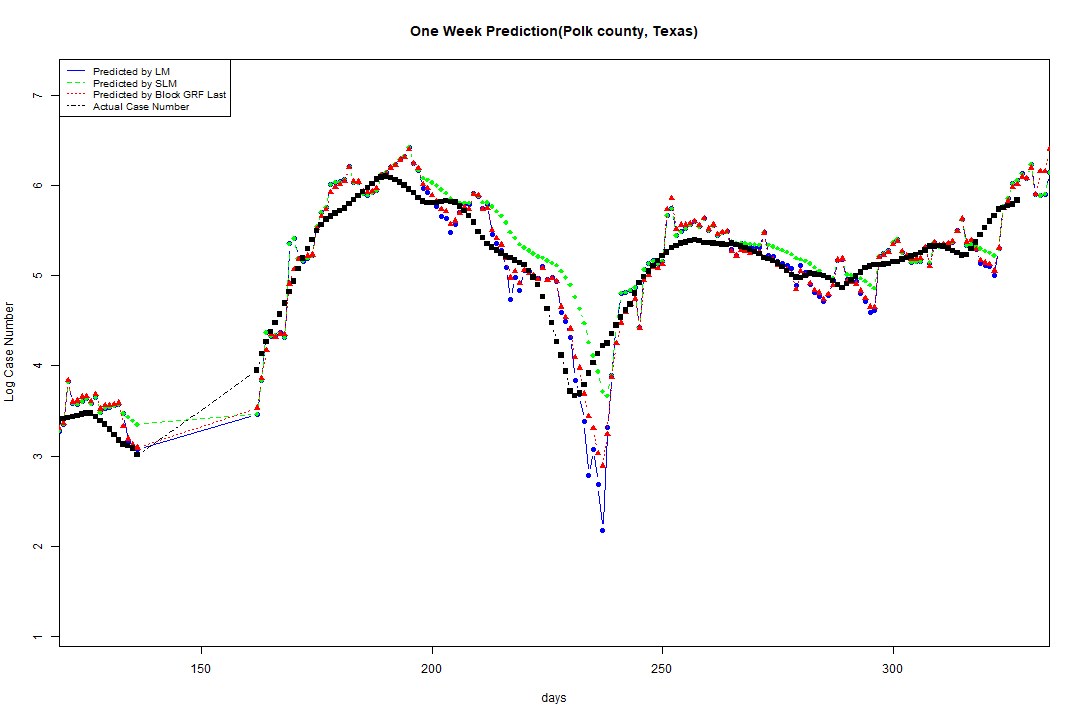 One Week Prediction(Polk county, Texas)
Predicted by LM
Predicted by SLM
Predicted by Block GRF Last
Actual Case Number
7
6
5
4
3
2
1
Log Case Number
150
200
250
300
days